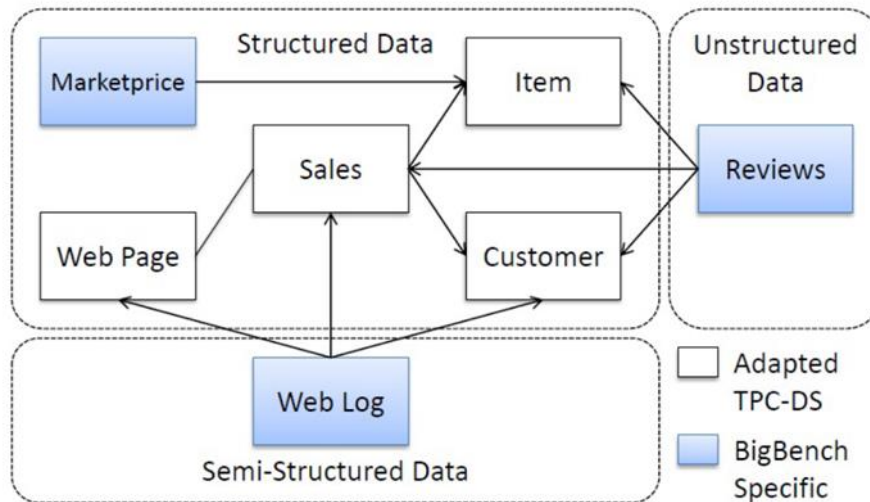 Structured Data
Unstructured
Data
Marketprice
Item
Sales
Reviews
Web Page
Customer
Web Log
Semi-Structured Data
Adapted
TPC-DS
BigBench
Specific